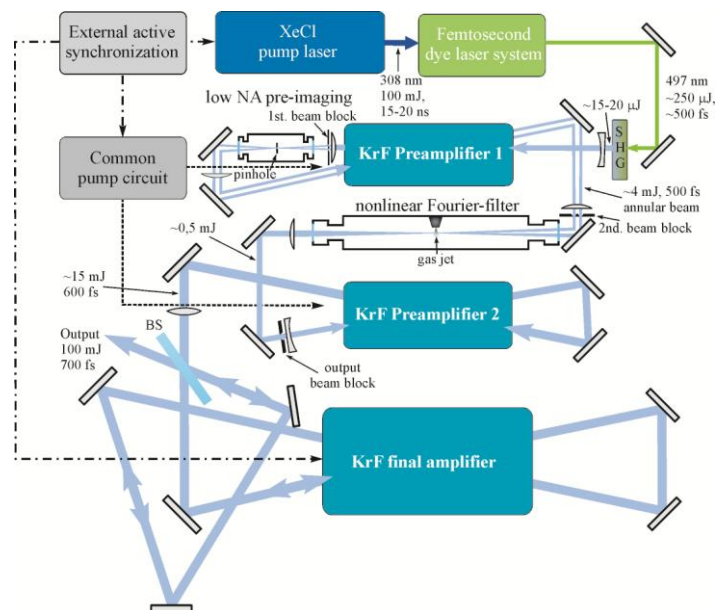 External active
synchronization
XeCl
pump laser
Femtosecond
dye laser system
308 nm
100 mJ,
15-20 ns
497 nm
~250 μJ,
~500 fs
~15-20 μJ
SHG
low NA pre-imaging
1st. beam block
Common
pump circuit
pinhole
KrF Preamplifier 1
~4 mJ, 500 fs
annular beam
nonlinear Fourier-filter
2nd. beam block
~0,5 mJ
gas jet
~15 mJ
600 fs
KrF Preamplifier 2
BS
Output
100 mJ
700 fs
output
beam block
KrF final amplifier